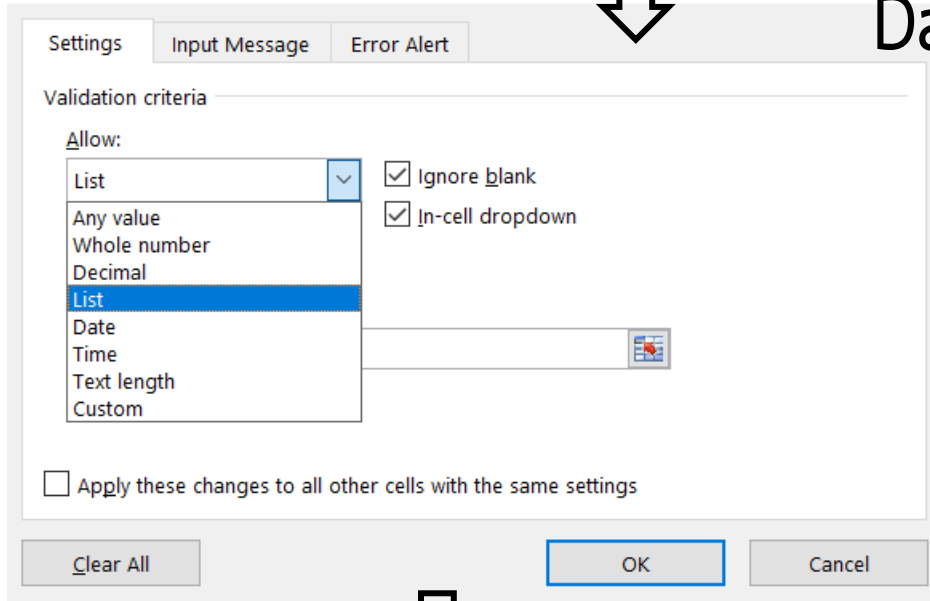 Da
Settings Input Message Error Alert
Validation criteria
Allow:
List
Ignore blank
In-cell dropdown
Any value
Whole number
Decimal
List
Date
Time
Text length
Custom
Apply these changes to all other cells with the same settings
Clear All OK Cancel